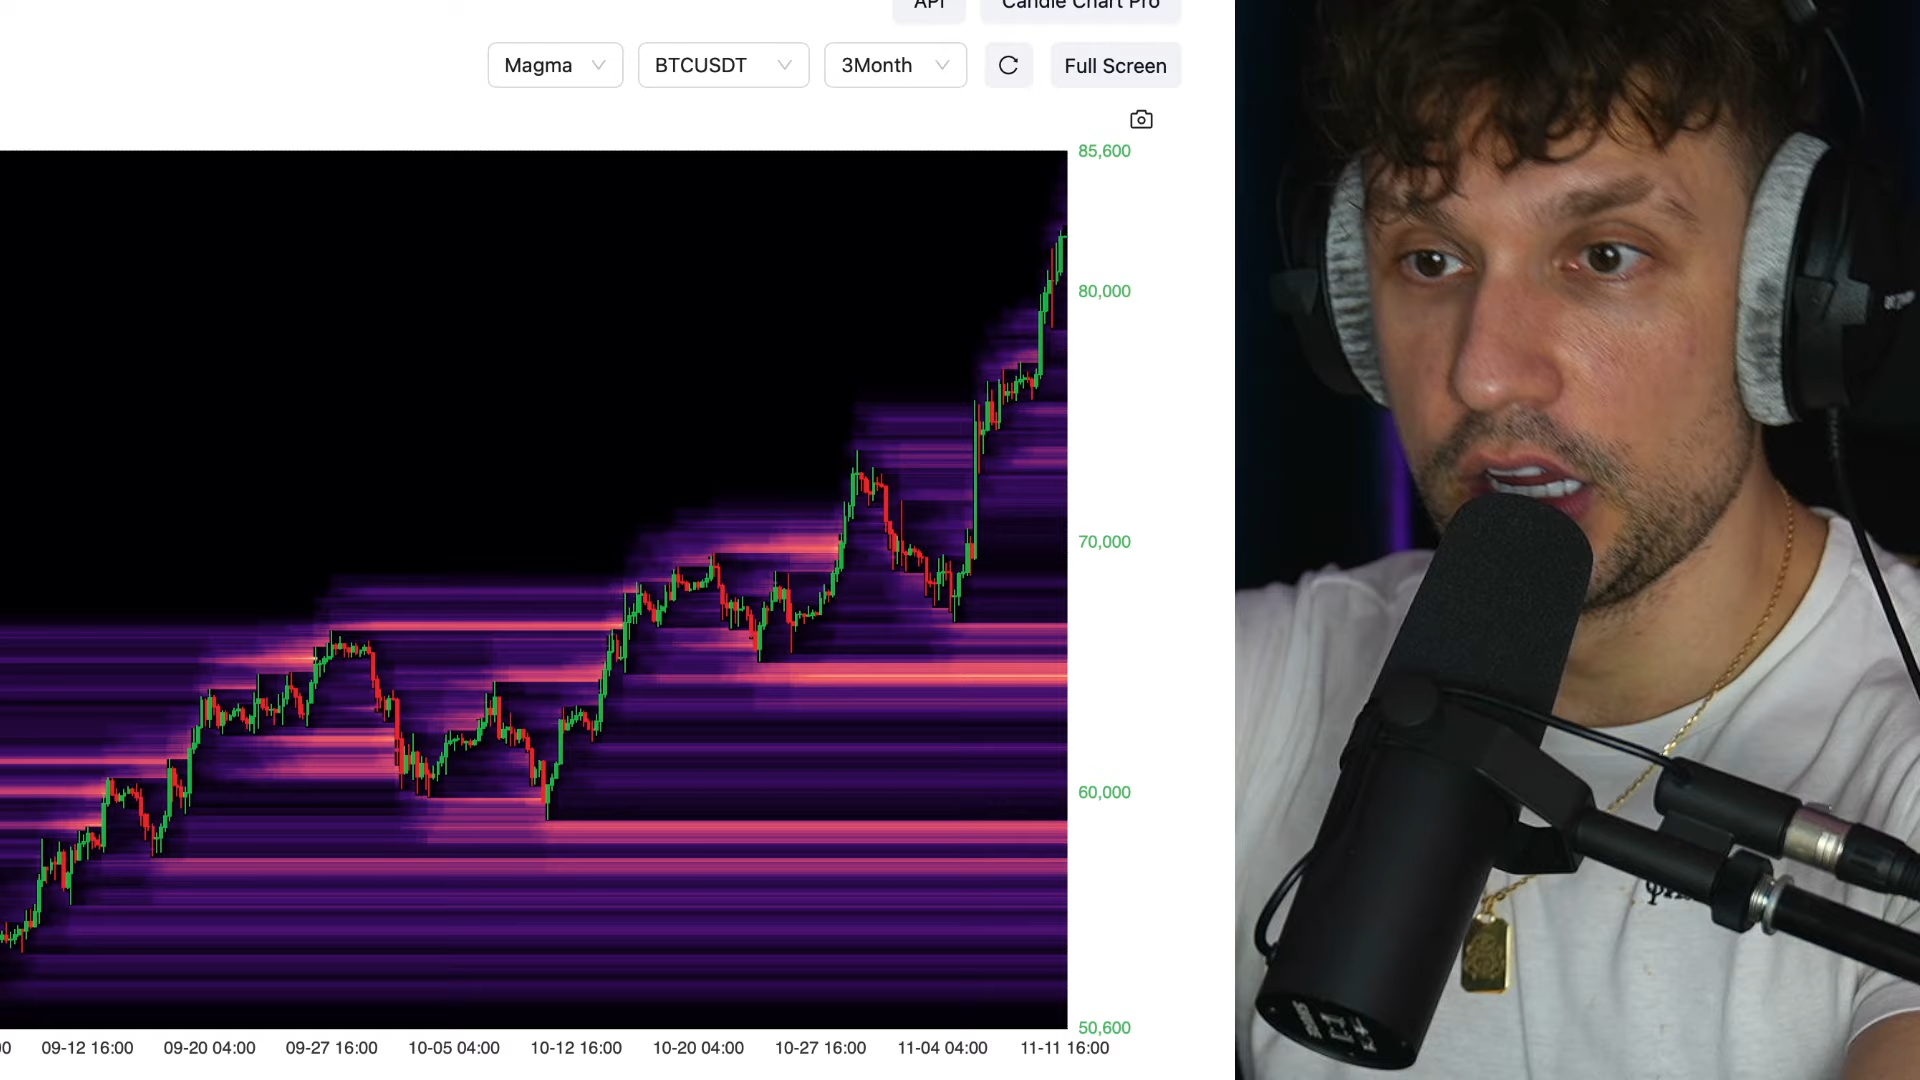 API
Candle Chart Pro
Magma
BTCUSDT
3Month
Full Screen
85,600
80,000
70,000
60,000
50,600
09-12 16:00
09-20 04:00
09-27 16:00
10-05 04:00
10-12 16:00
10-20 04:00
10-27 16:00
11-04 04:00
11-11 16:00